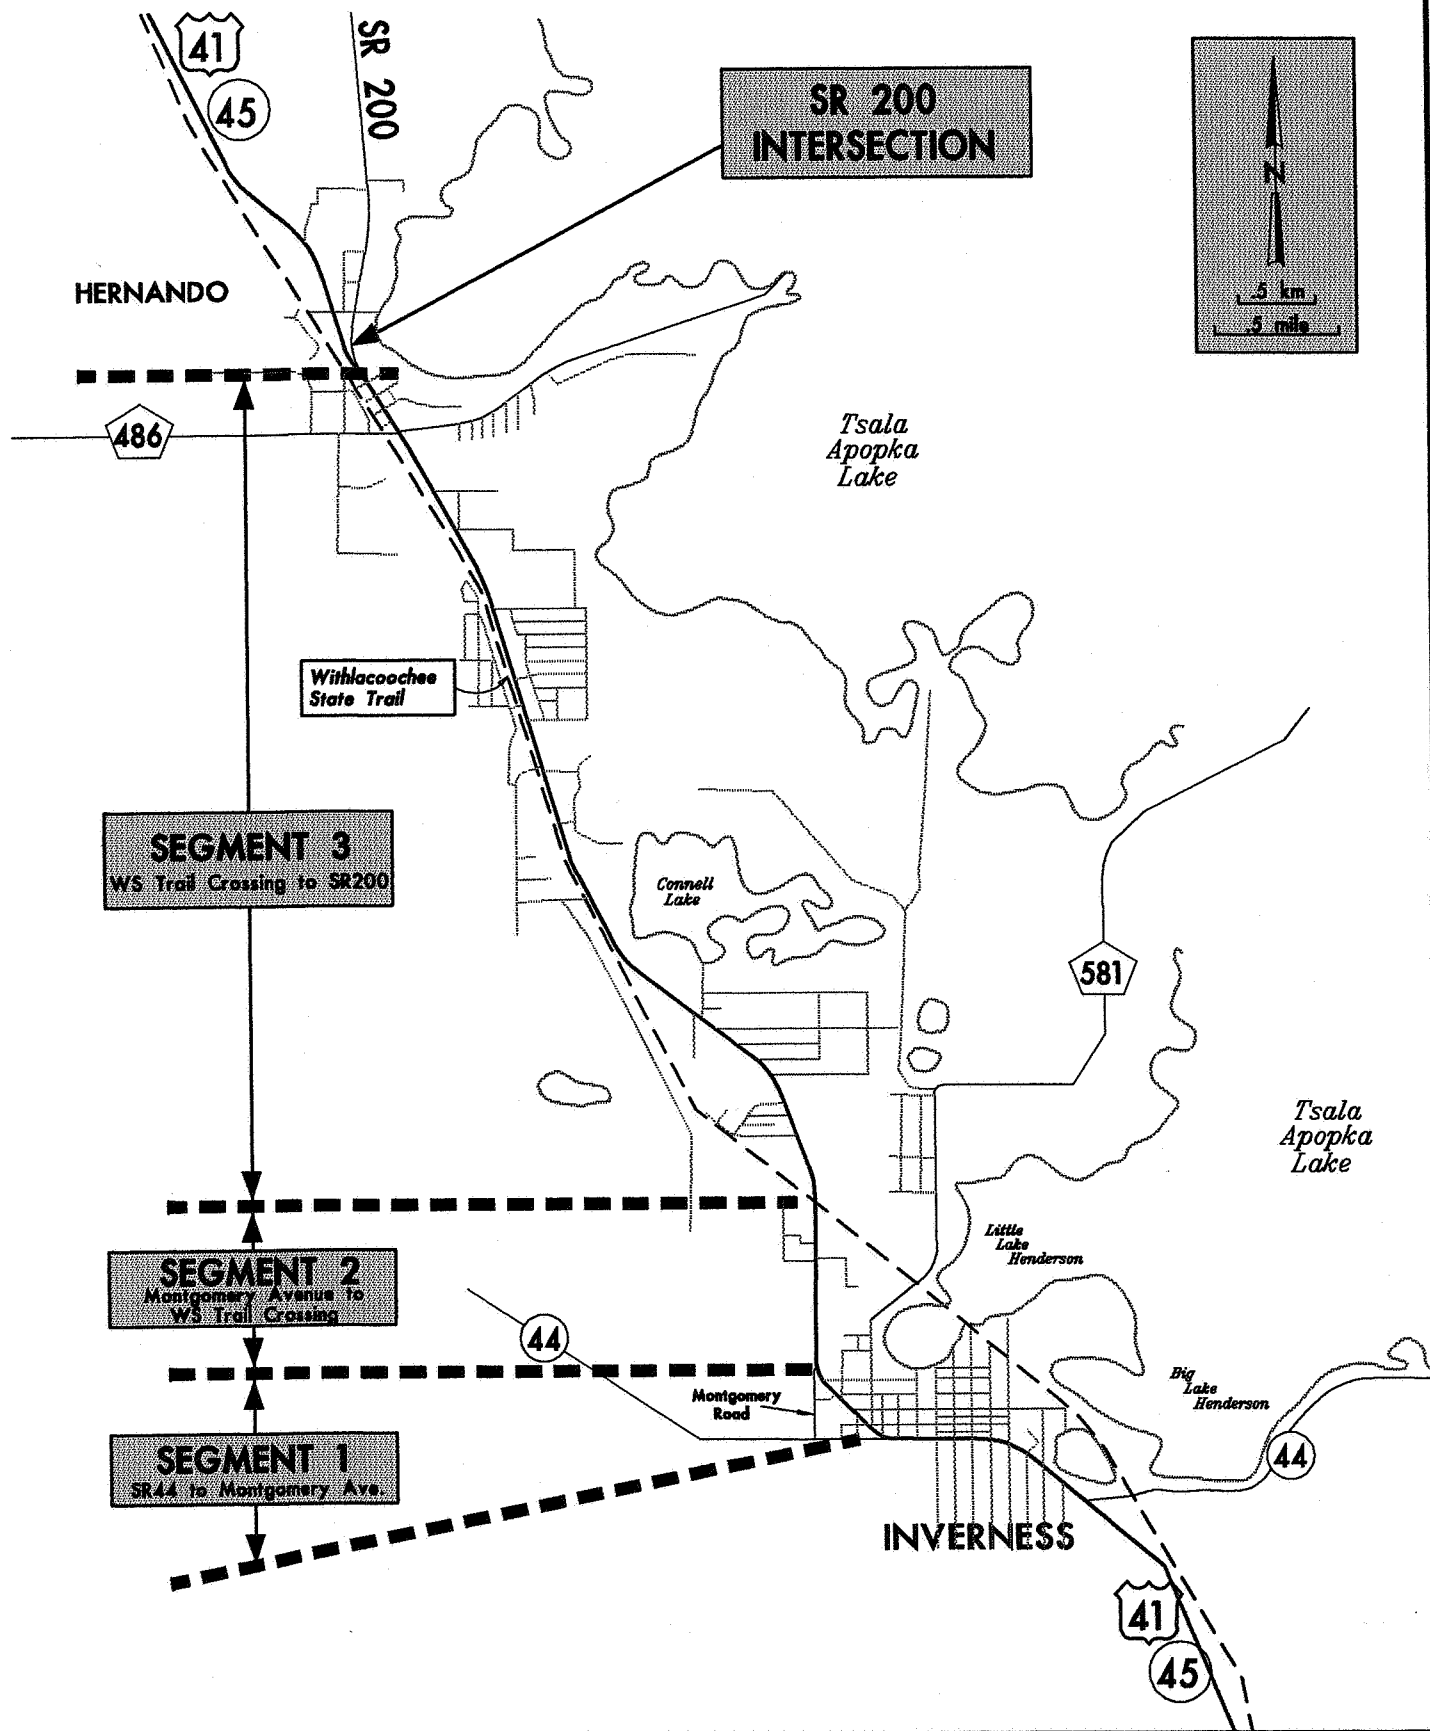 41
45
SR 200
SR 200
INTERSECTION
N
.5 km
.5 mile
HERNANDO
486
Tsala
Apopka
Lake
Withlacoochee
State Trail
SEGMENT 3
WS Trail Crossing to SR200
Connell
Lake
581
Tsala
Apopka
Lake
Little
Lake
Henderson
SEGMENT 2
Montgomery Avenue to
WS Trail Crossing
44
Montgomery
Road
Big
Lake
Henderson
SEGMENT 1
SR44 to Montgomery Ave.
44
INVERNESS
41
45